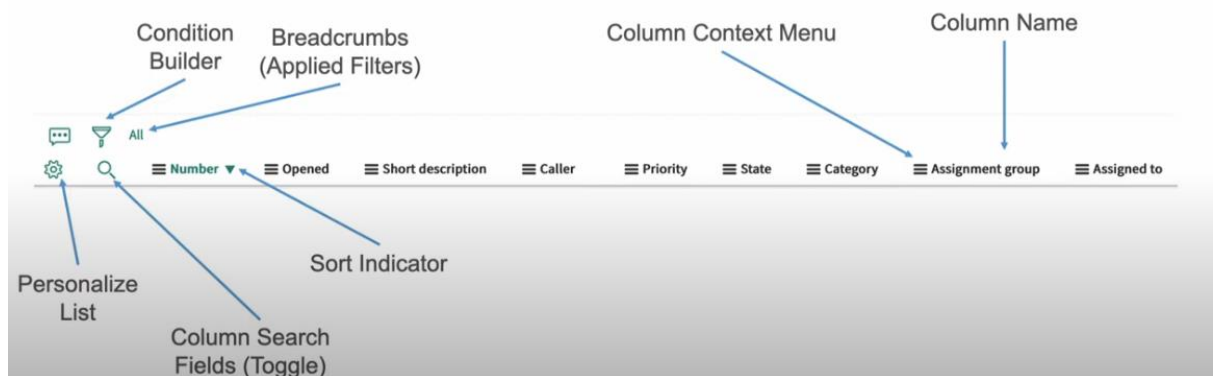 Condition
Builder
Breadcrumbs
(Applied Filters)
Column Context Menu
Column Name
All
Number
Opened
Short description
Caller
Priority
State
Category
Assignment group
Assigned to
Sort Indicator
Personalize
List
Column Search
Fields (Toggle)